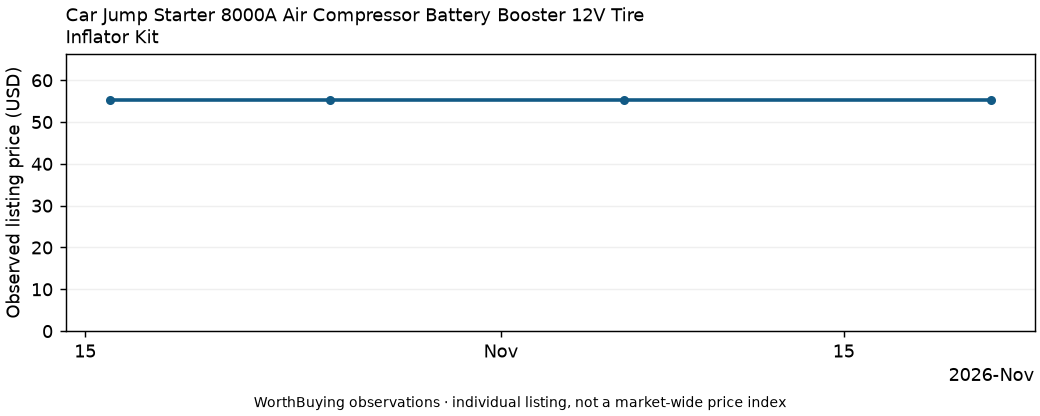 Car Jump Starter 8000A Air Compressor Battery Booster 12V Tire
Inflator Kit
Observed listing price (USD)
60
50
40
30
20
10
0
15
Nov
15
2026-Nov
WorthBuying observations · individual listing, not a market-wide price index